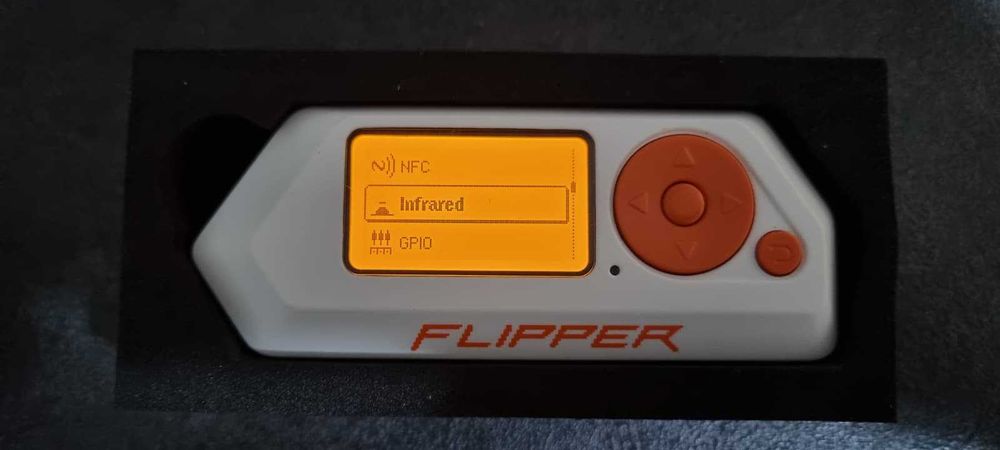 NFC
Infrared
GPIO
FLIPPER